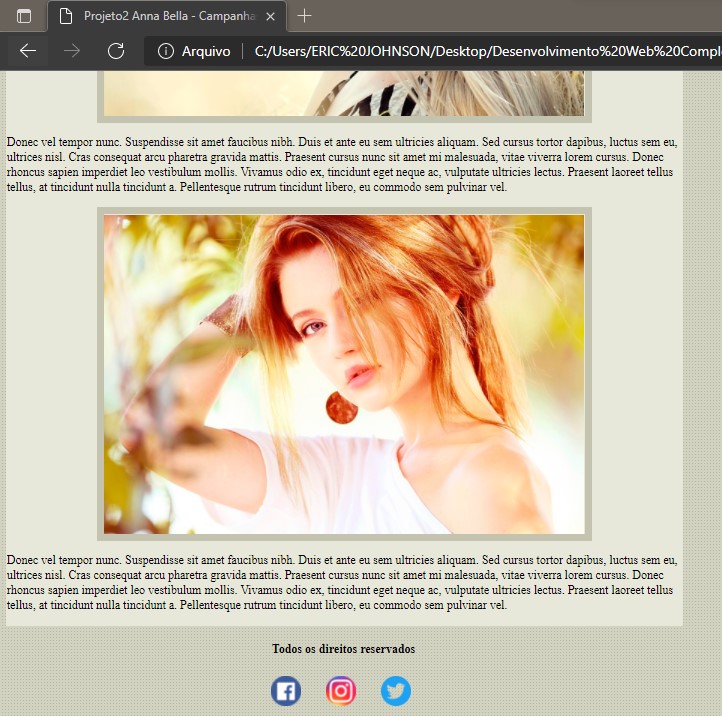 Projeto2 Anna Bella - Campanha
Arquivo
C:/Users/ERIC%20JOHNSON/Desktop/Desenvolvimento%20Web%20Comple
Donec vel tempor nunc. Suspendisse sit amet faucibus nibh. Duis et ante eu sem ultricies aliquam. Sed cursus tortor dapibus, luctus sem eu,
ultrices nisl. Cras consequat arcu pharetra gravida mattis. Praesent cursus nunc sit amet mi malesuada, vitae viverra lorem cursus. Donec
rhoncus sapien imperdiet leo vestibulum mollis. Vivamus odio ex, tincidunt eget neque ac, vulputate ultricies lectus. Praesent laoreet tellus
tellus, at tincidunt nulla tincidunt a. Pellentesque rutrum tincidunt libero, eu commodo sem pulvinar vel.
Donec vel tempor nunc. Suspendisse sit amet faucibus nibh. Duis et ante eu sem ultricies aliquam. Sed cursus tortor dapibus, luctus sem eu,
ultrices nisl. Cras consequat arcu pharetra gravida mattis. Praesent cursus nunc sit amet mi malesuada, vitae viverra lorem cursus. Donec
rhoncus sapien imperdiet leo vestibulum mollis. Vivamus odio ex, tincidunt eget neque ac, vulputate ultricies lectus. Praesent laoreet tellus
tellus, at tincidunt nulla tincidunt a. Pellentesque rutrum tincidunt libero, eu commodo sem pulvinar vel.
Todos os direitos reservados